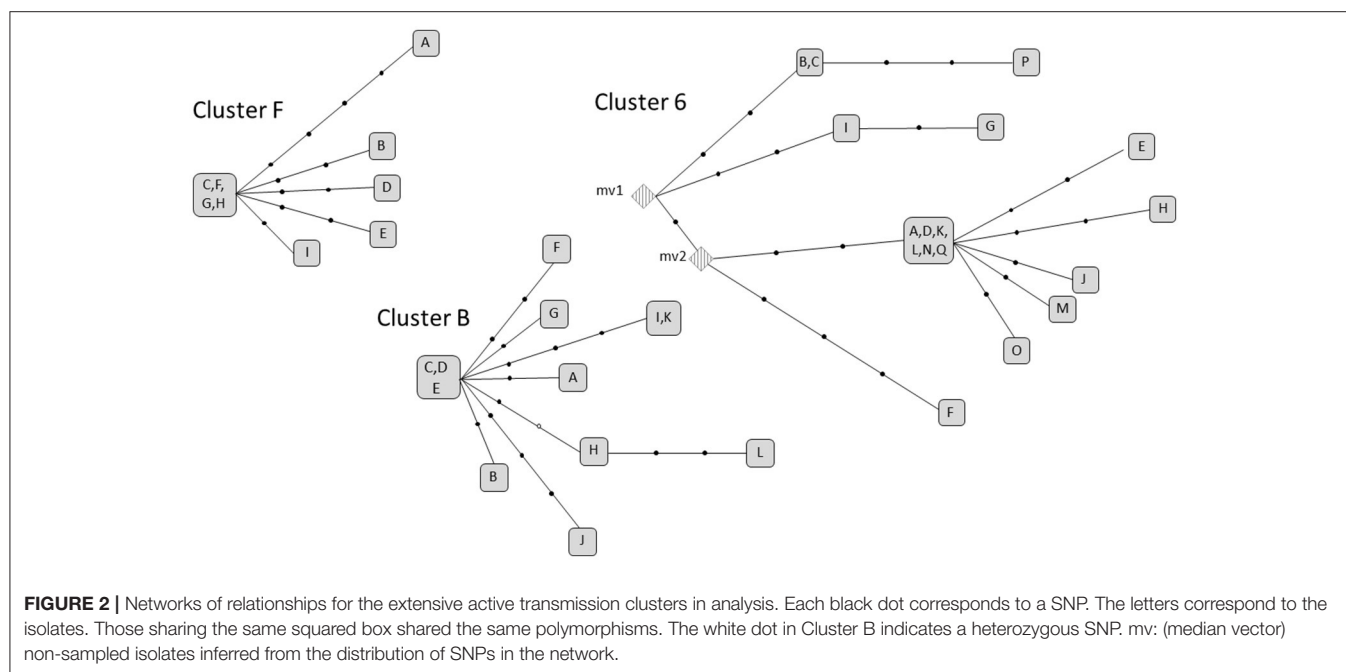 Cluster F
A
B
C,F,
G,H
D
E
I
Cluster 6
B,C
P
I
G
mv1
E
H
A,D,K,
L,N,Q
mv2
J
M
O
F
Cluster B
F
G
I,K
C,D
E
A
H
L
B
J
FIGURE 2 | Networks of relationships for the extensive active transmission clusters in analysis. Each black dot corresponds to a SNP. The letters correspond to the
isolates. Those sharing the same squared box shared the same polymorphisms. The white dot in Cluster B indicates a heterozygous SNP. mv: (median vector)
non-sampled isolates inferred from the distribution of SNPs in the network.